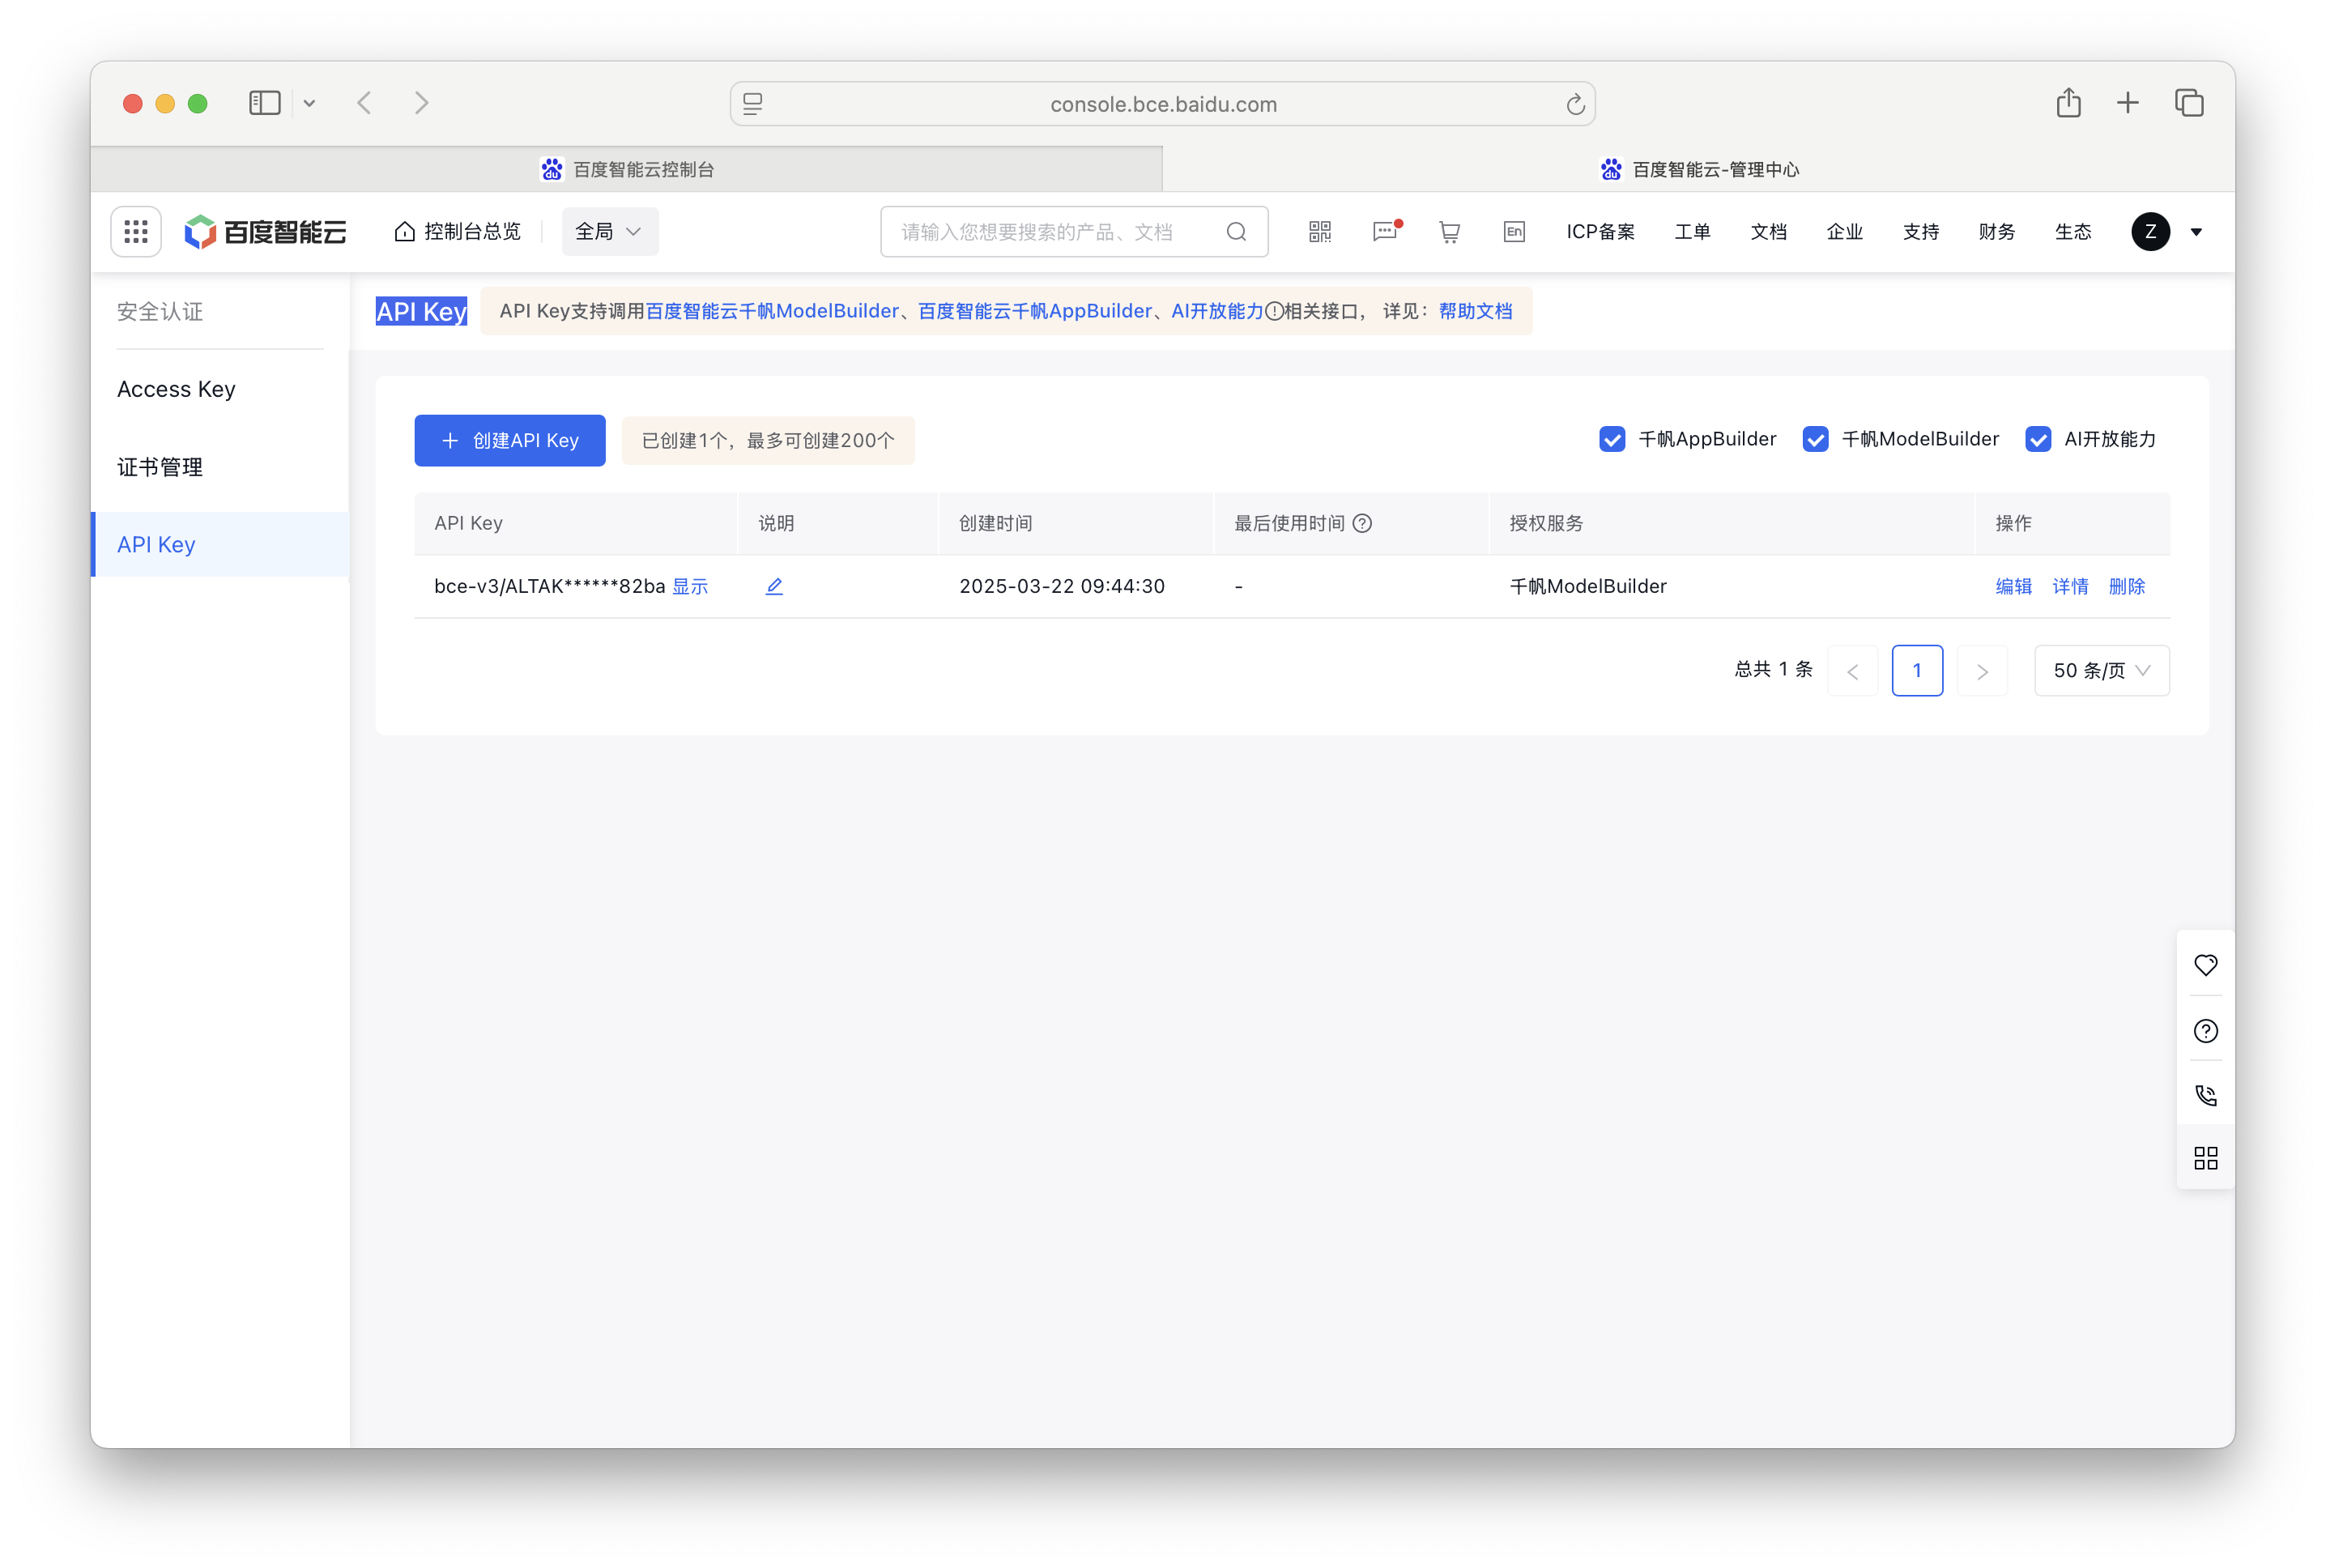 console.bce.baidu.com
百度智能云控制台
百度智能云-管理中心
百度智能云 控制台总览 全局 请输入您想要搜索的产品、文档 En ICP备案 工单 文档 企业 支持 财务 生态 Z
安全认证
Access Key
证书管理
API Key
API Key API Key支持调用百度智能云千帆ModelBuilder、百度智能云千帆AppBuilder、AI开放能力相关接口， 详见：帮助文档
创建API Key 已创建1个，最多可创建200个 千帆AppBuilder 千帆ModelBuilder AI开放能力
API Key 说明 创建时间 最后使用时间 授权服务 操作
bce-v3/ALTAK******82ba 显示 2025-03-22 09:44:30 - 千帆ModelBuilder 编辑 详情 删除
总共 1 条 < 1 > 50 条/页